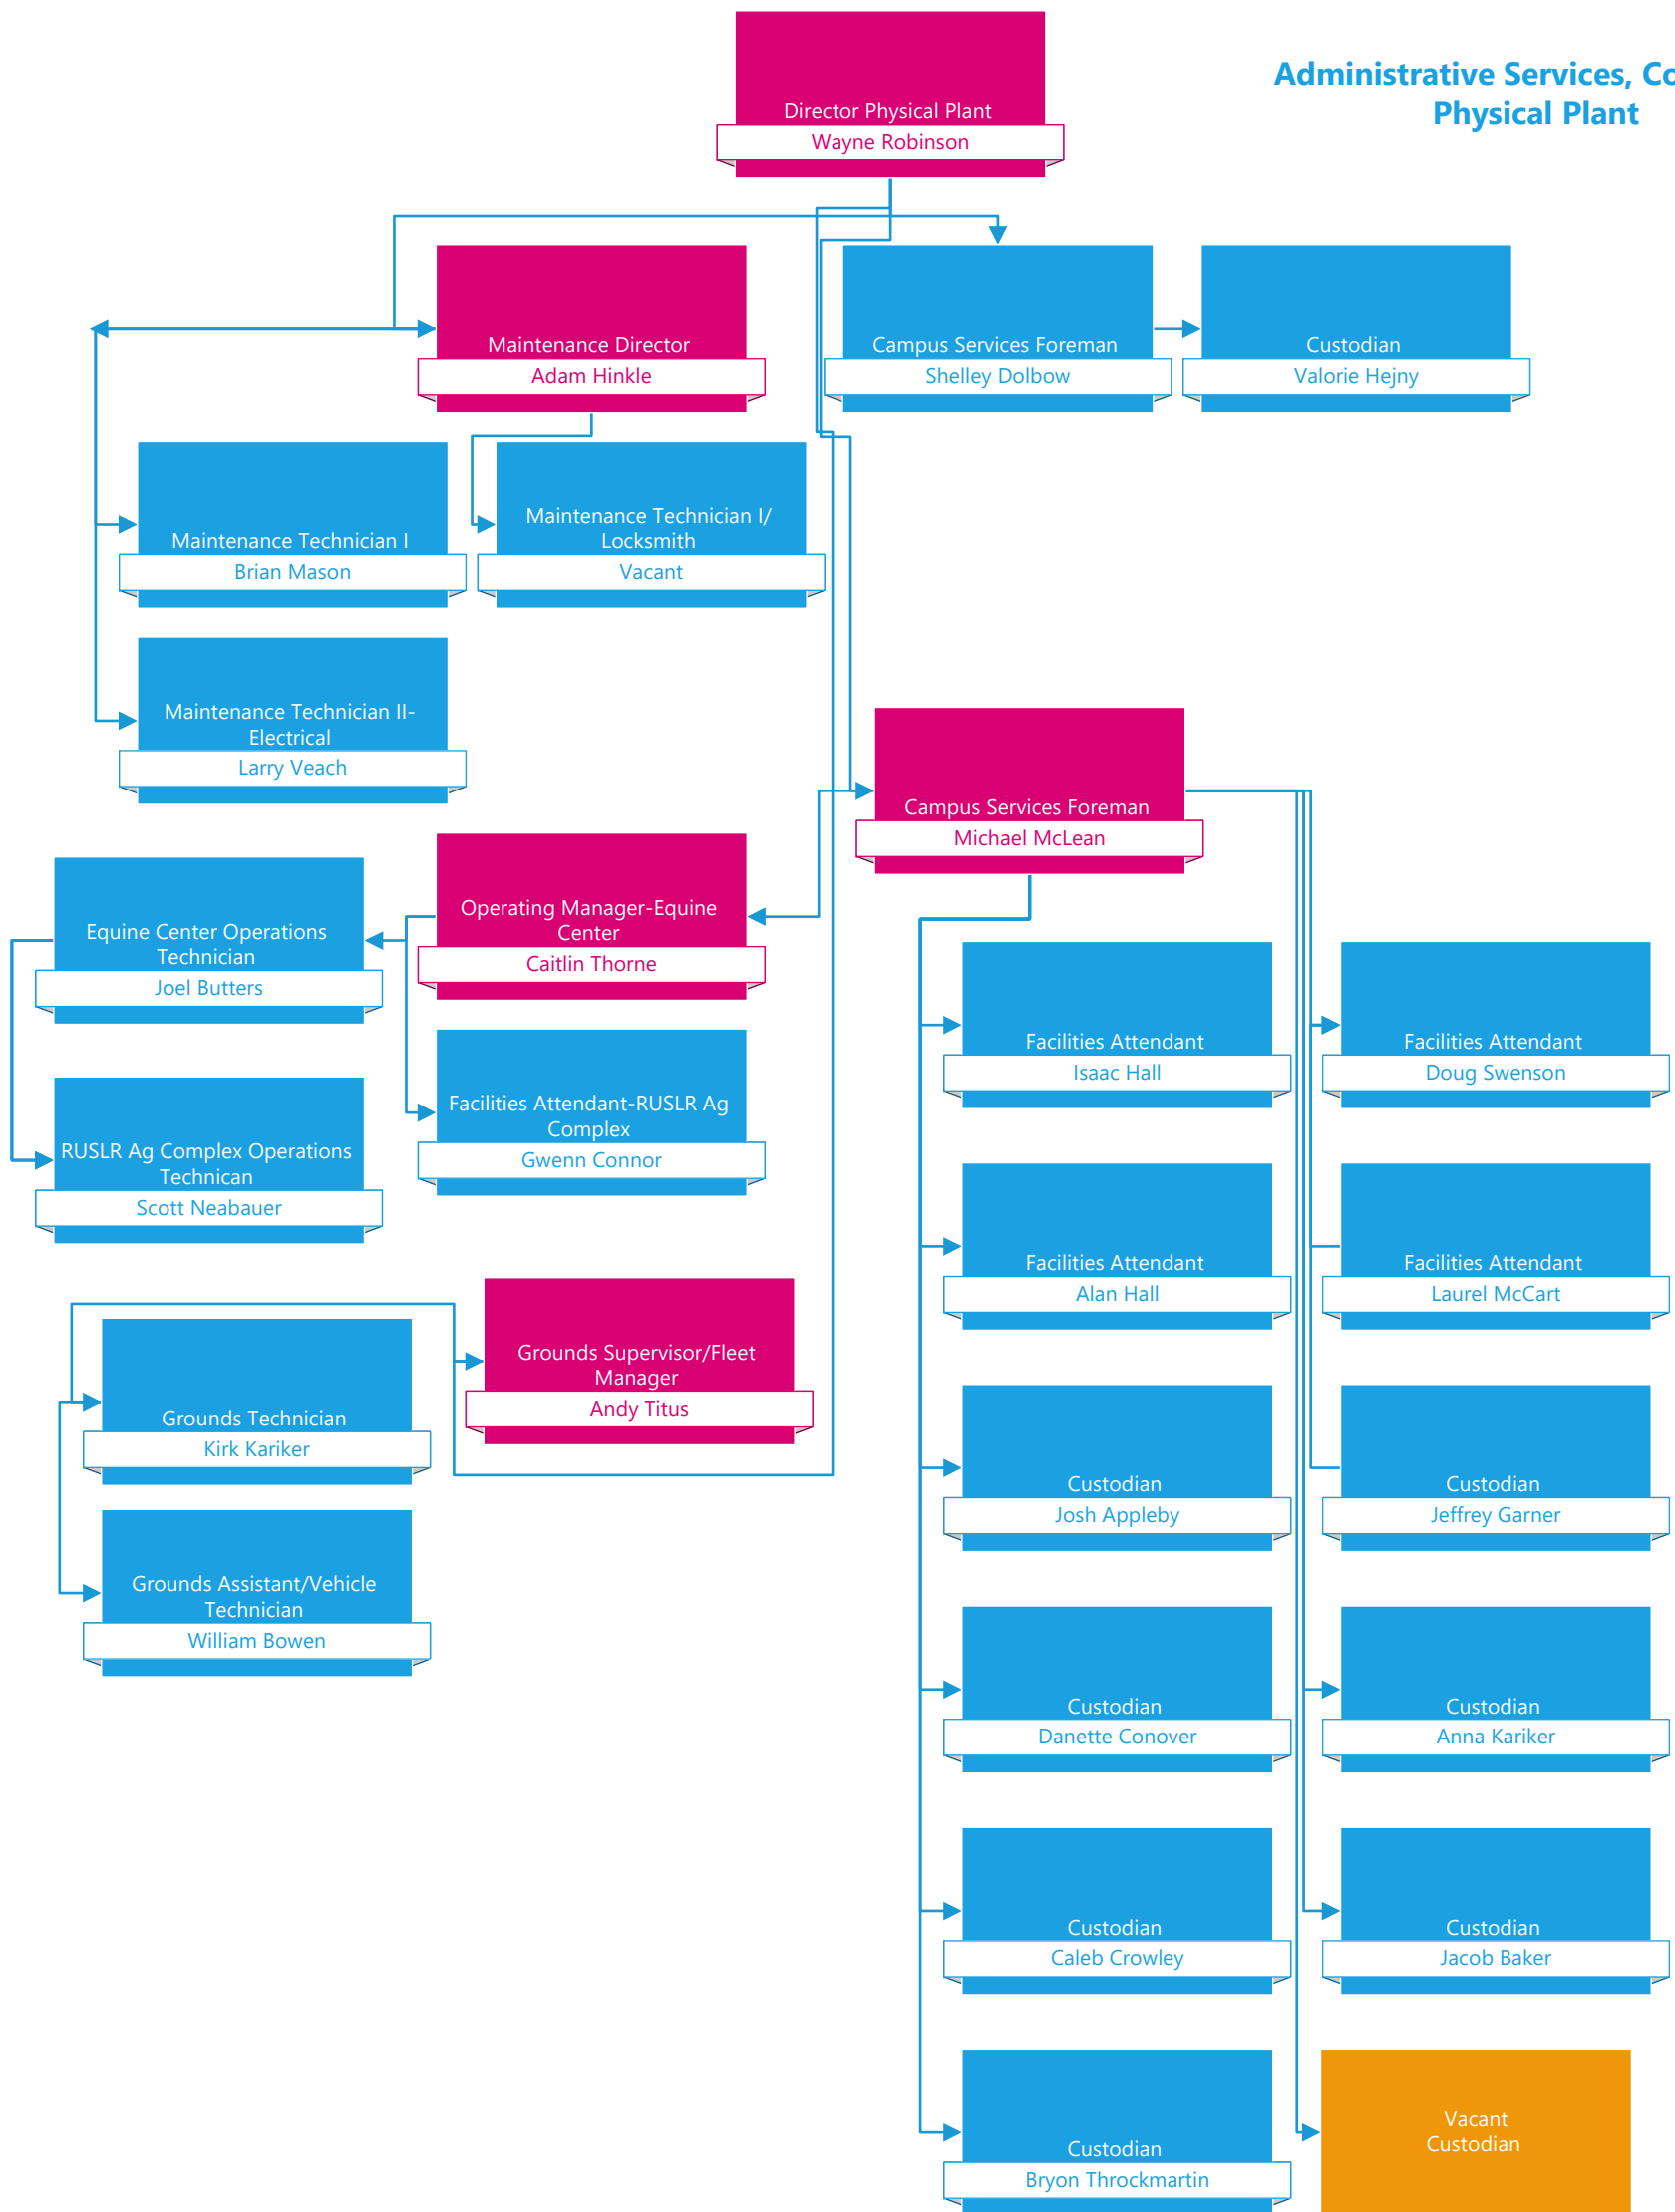 Administrative Services, Co
Physical Plant
Director Physical Plant
Wayne Robinson
Maintenance Director
Adam Hinkle
Campus Services Foreman
Shelley Dolbow
Custodian
Valorie Hejny
Maintenance Technician I
Brian Mason
Maintenance Technician I/
Locksmith
Vacant
Maintenance Technician II-
Electrical
Larry Veach
Campus Services Foreman
Michael McLean
Operating Manager-Equine
Center
Caitlin Thorne
Equine Center Operations
Technician
Joel Butters
Facilities Attendant-RUSLR Ag
Complex
Gwenn Connor
RUSLR Ag Complex Operations
Technican
Scott Neabauer
Grounds Supervisor/Fleet
Manager
Andy Titus
Grounds Technician
Kirk Kariker
Grounds Assistant/Vehicle
Technician
William Bowen
Facilities Attendant
Isaac Hall
Facilities Attendant
Doug Swenson
Facilities Attendant
Alan Hall
Facilities Attendant
Laurel McCart
Custodian
Josh Appleby
Custodian
Jeffrey Garner
Custodian
Danette Conover
Custodian
Anna Kariker
Custodian
Caleb Crowley
Custodian
Jacob Baker
Custodian
Bryon Throckmartin
Vacant
Custodian